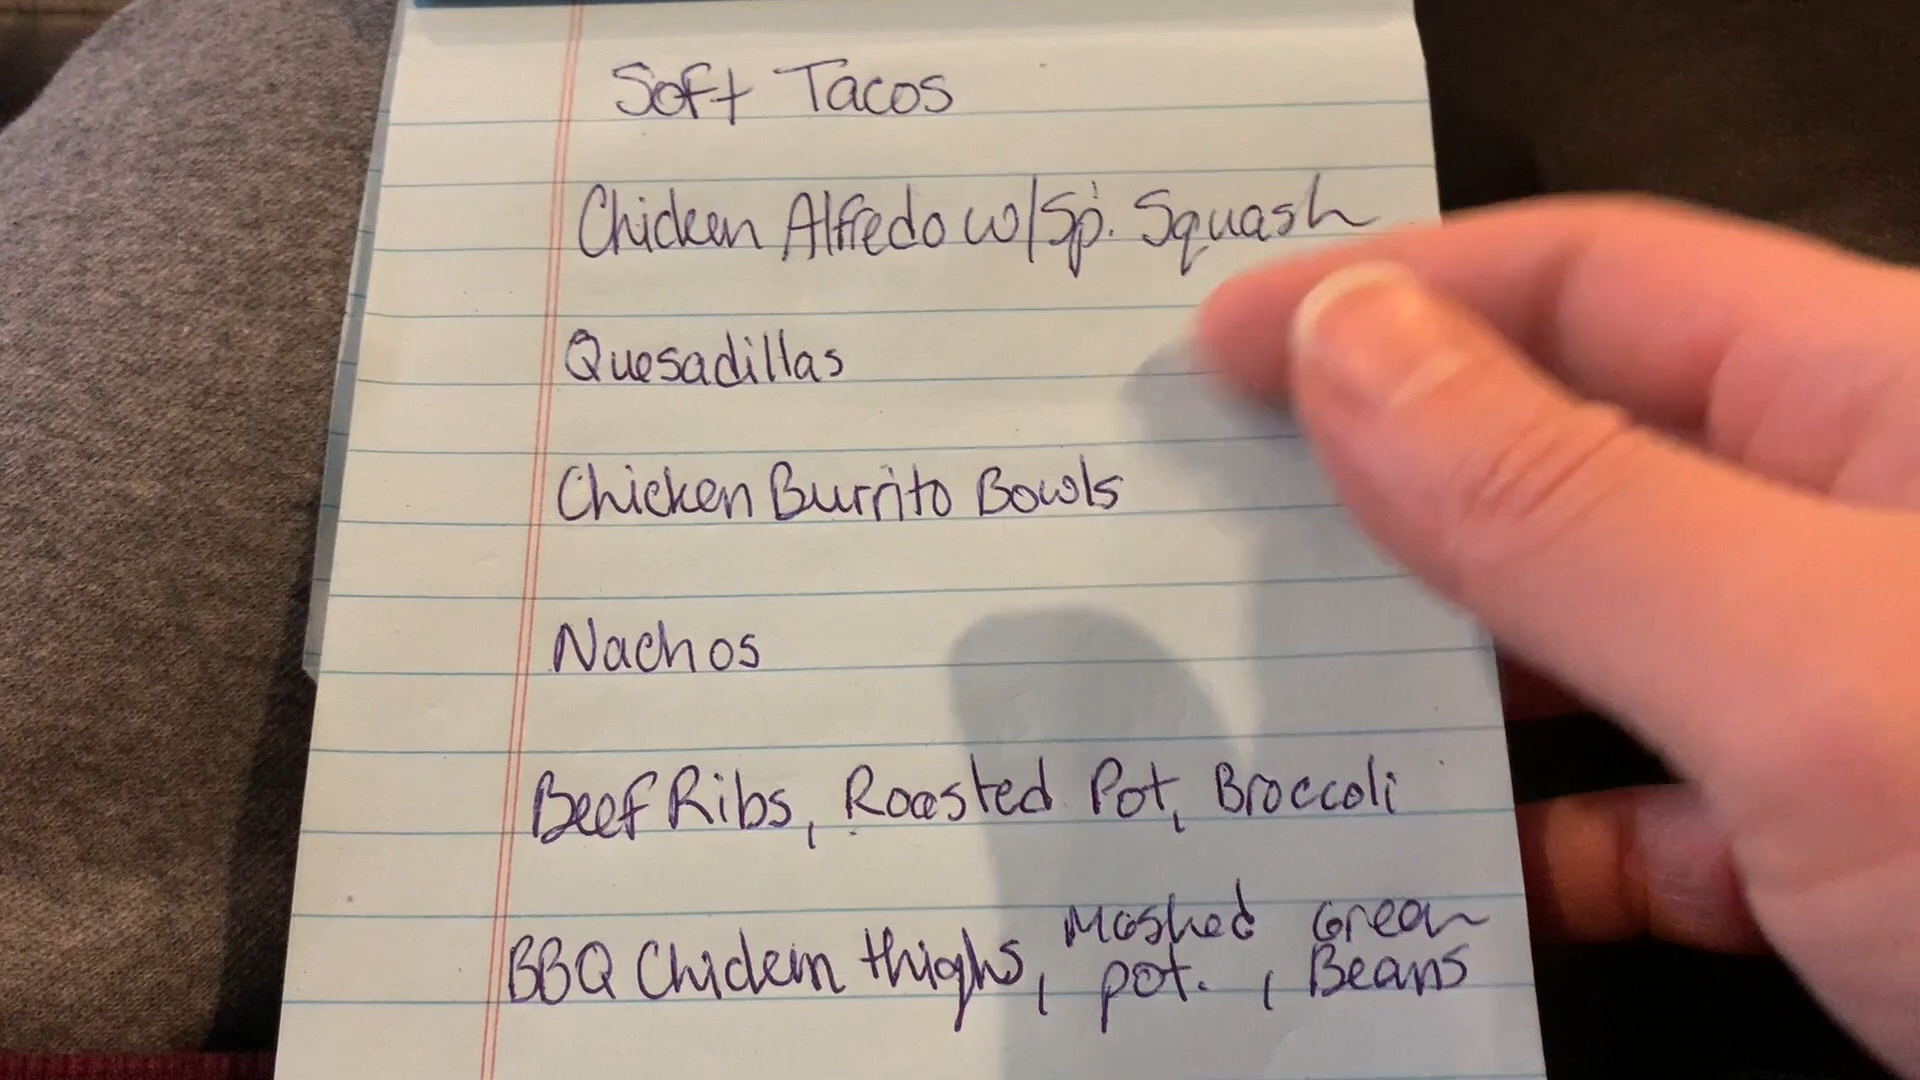 Soft Tacos
Chicken Alfredo w/Sp. Squash
Quesadillas
Chicken Burrito Bowls
Nachos
Beef Ribs, Roasted Pot, Broccoli
BBQ Chicken thighs, Mashed pot., Green Beans